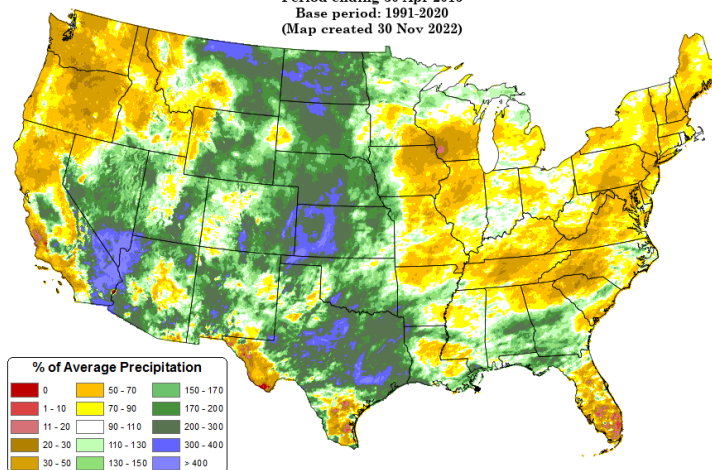 Base period: 1991-2020
(Map created 30 Nov 2022)
% of Average Precipitation
0
50 - 70
150 - 170
1 - 10
70 - 90
170 - 200
11 - 20
90 - 110
200 - 300
20 - 30
110 - 130
300 - 400
30 - 50
130 - 150
> 400